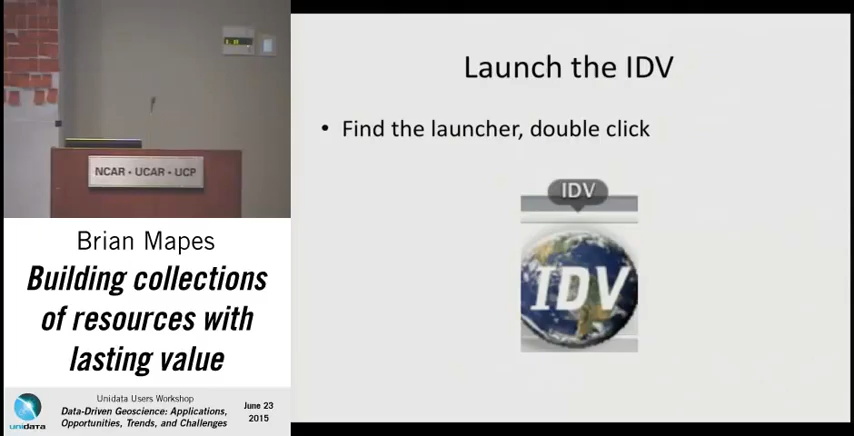 NCAR • UCAR • UCP
Brian Mapes
Building collections
of resources with
lasting value
unidata
Unidata Users Workshop
Data-Driven Geoscience: Applications,
Opportunities, Trends, and Challenges
June 23
2015
Launch the IDV
• Find the launcher, double click
IDV
IDV